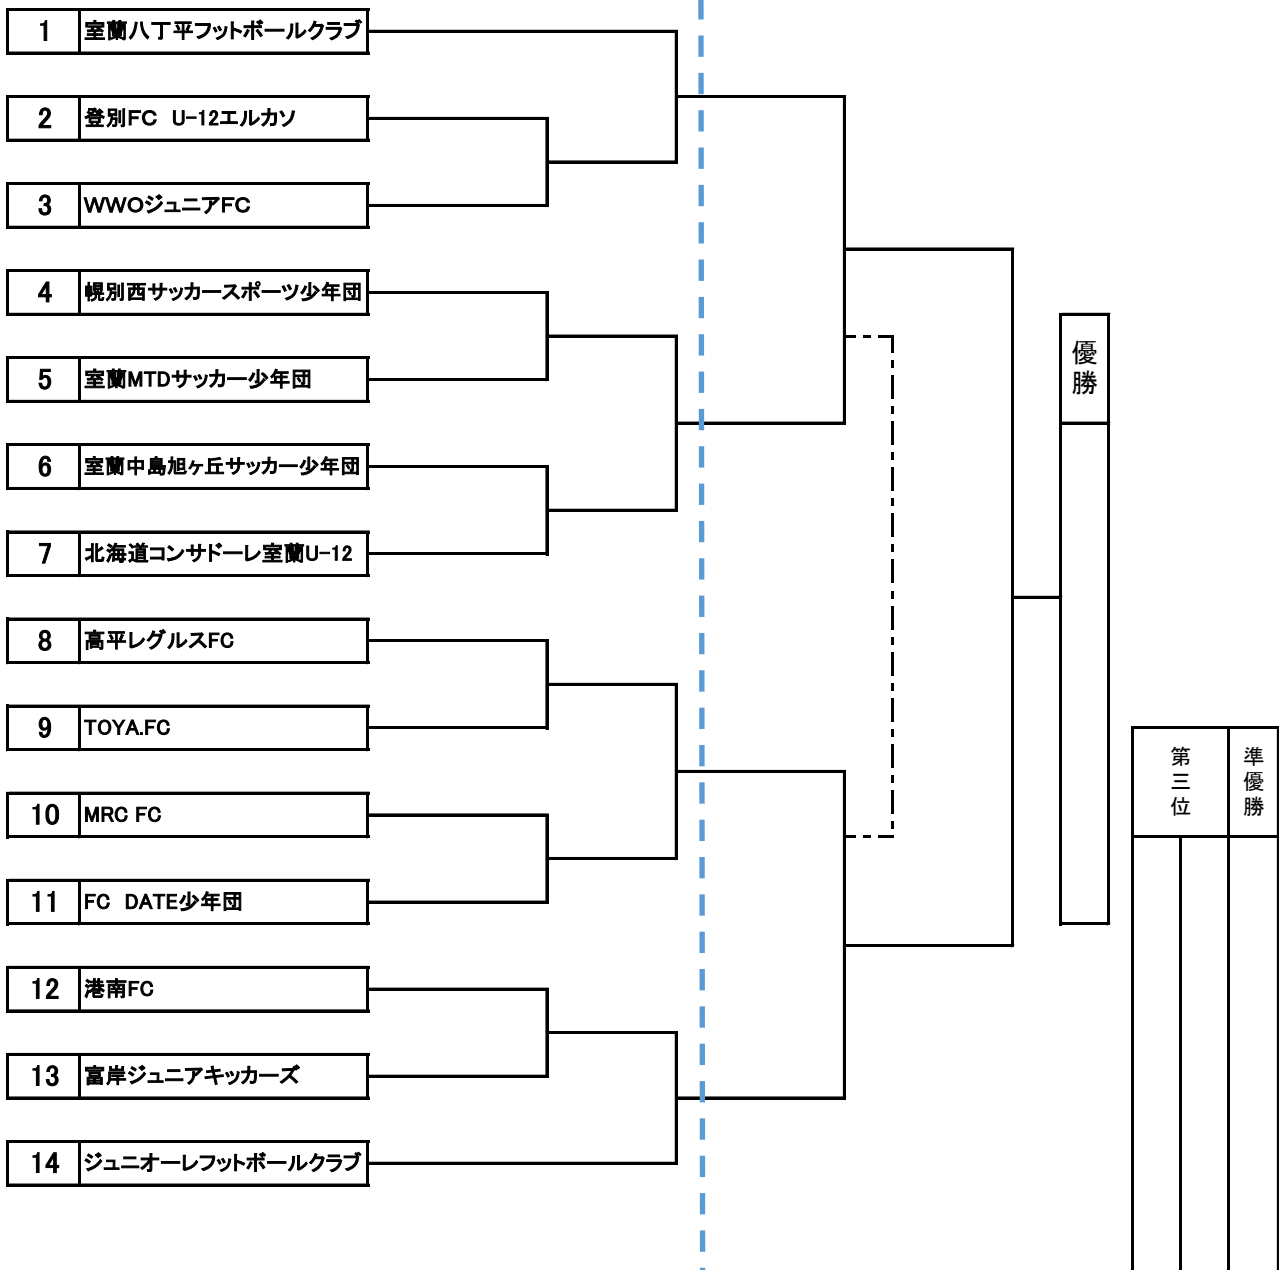 1 室蘭八丁平フットボールクラブ
2 登別FC　U-12エルカソ
3 WWOジュニアFC
4 幌別西サッカースポーツ少年団
5 室蘭MTDサッカー少年団
6 室蘭中島旭ヶ丘サッカー少年団
7 北海道コンサドーレ室蘭U-12
8 高平レグルスFC
9 TOYA.FC
10 MRC FC
11 FC　DATE少年団
12 港南FC
13 富岸ジュニアキッカーズ
14 ジュニオーレフットボールクラブ
優勝
第三位
準優勝